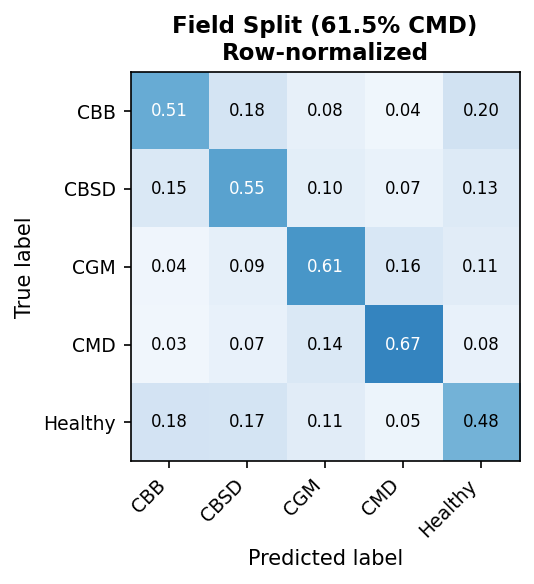 Field Split (61.5% CMD)
Row-normalized
True label
CBB 0.51 0.18 0.08 0.04 0.20
CBSD 0.15 0.55 0.10 0.07 0.13
CGM 0.04 0.09 0.61 0.16 0.11
CMD 0.03 0.07 0.14 0.67 0.08
Healthy 0.18 0.17 0.11 0.05 0.48
CBB CBSD CGM CMD Healthy
Predicted label